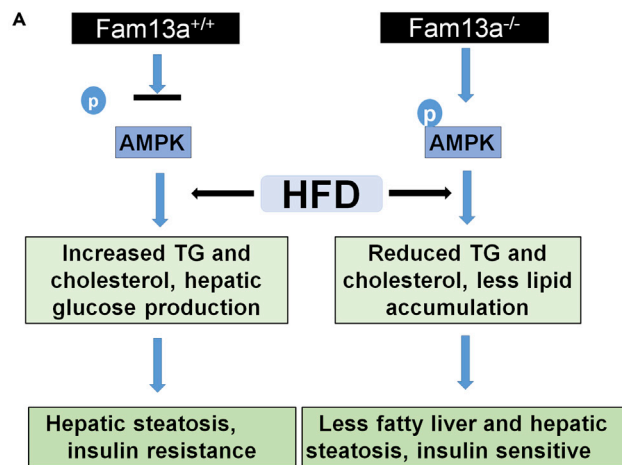 A
Fam13a+/+
Fam13a-/-
p
p
AMPK
AMPK
HFD
Increased TG and
cholesterol, hepatic
glucose production
Reduced TG and
cholesterol, less lipid
accumulation
Hepatic steatosis,
insulin resistance
Less fatty liver and hepatic
steatosis, insulin sensitive